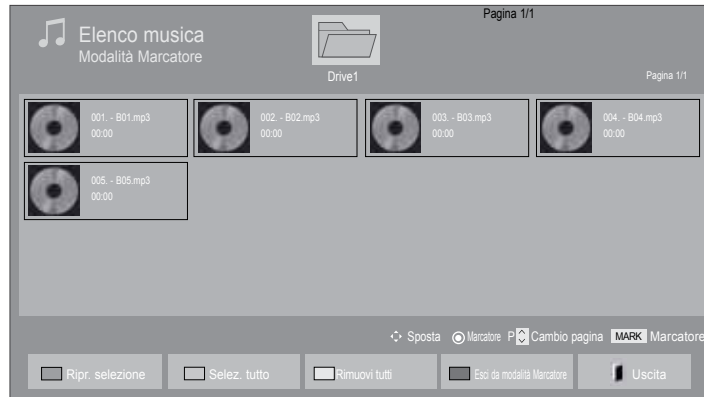 Pagina 1/1
Elenco musica
Modalità Marcatore
Drive1
Pagina 1/1
001. - B01.mp3
00:00
002. - B02.mp3
00:00
003. - B03.mp3
00:00
004. - B04.mp3
00:00
005. - B05.mp3
00:00
Sposta Marcatore P Cambio pagina MARK Marcatore
Ripr. selezione Selez. tutto Rimuovi tutti Esci da modalità Marcatore Uscita